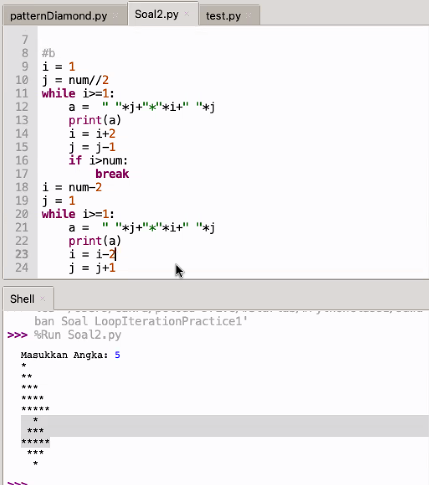 patternDiamond.py × Soal2.py × test.py ×
7
8 #b
9 i = 1
10 j = num//2
11 while i>=1:
12     a =  " "*j+"*"*i+" "*j
13     print(a)
14     i = i+2
15     j = j-1
16     if i>num:
17         break
18 i = num-2
19 j = 1
20 while i>=1:
21     a =  " "*j+"*"*i+" "*j
22     print(a)
23     i = i-2
24     j = j+1
Shell ×
ban Soal LoopIterationPractice1'
>>> %Run Soal2.py
Masukkan Angka: 5
*
**
***
****
*****
  *
 ***
*****
 ***
  *
>>>